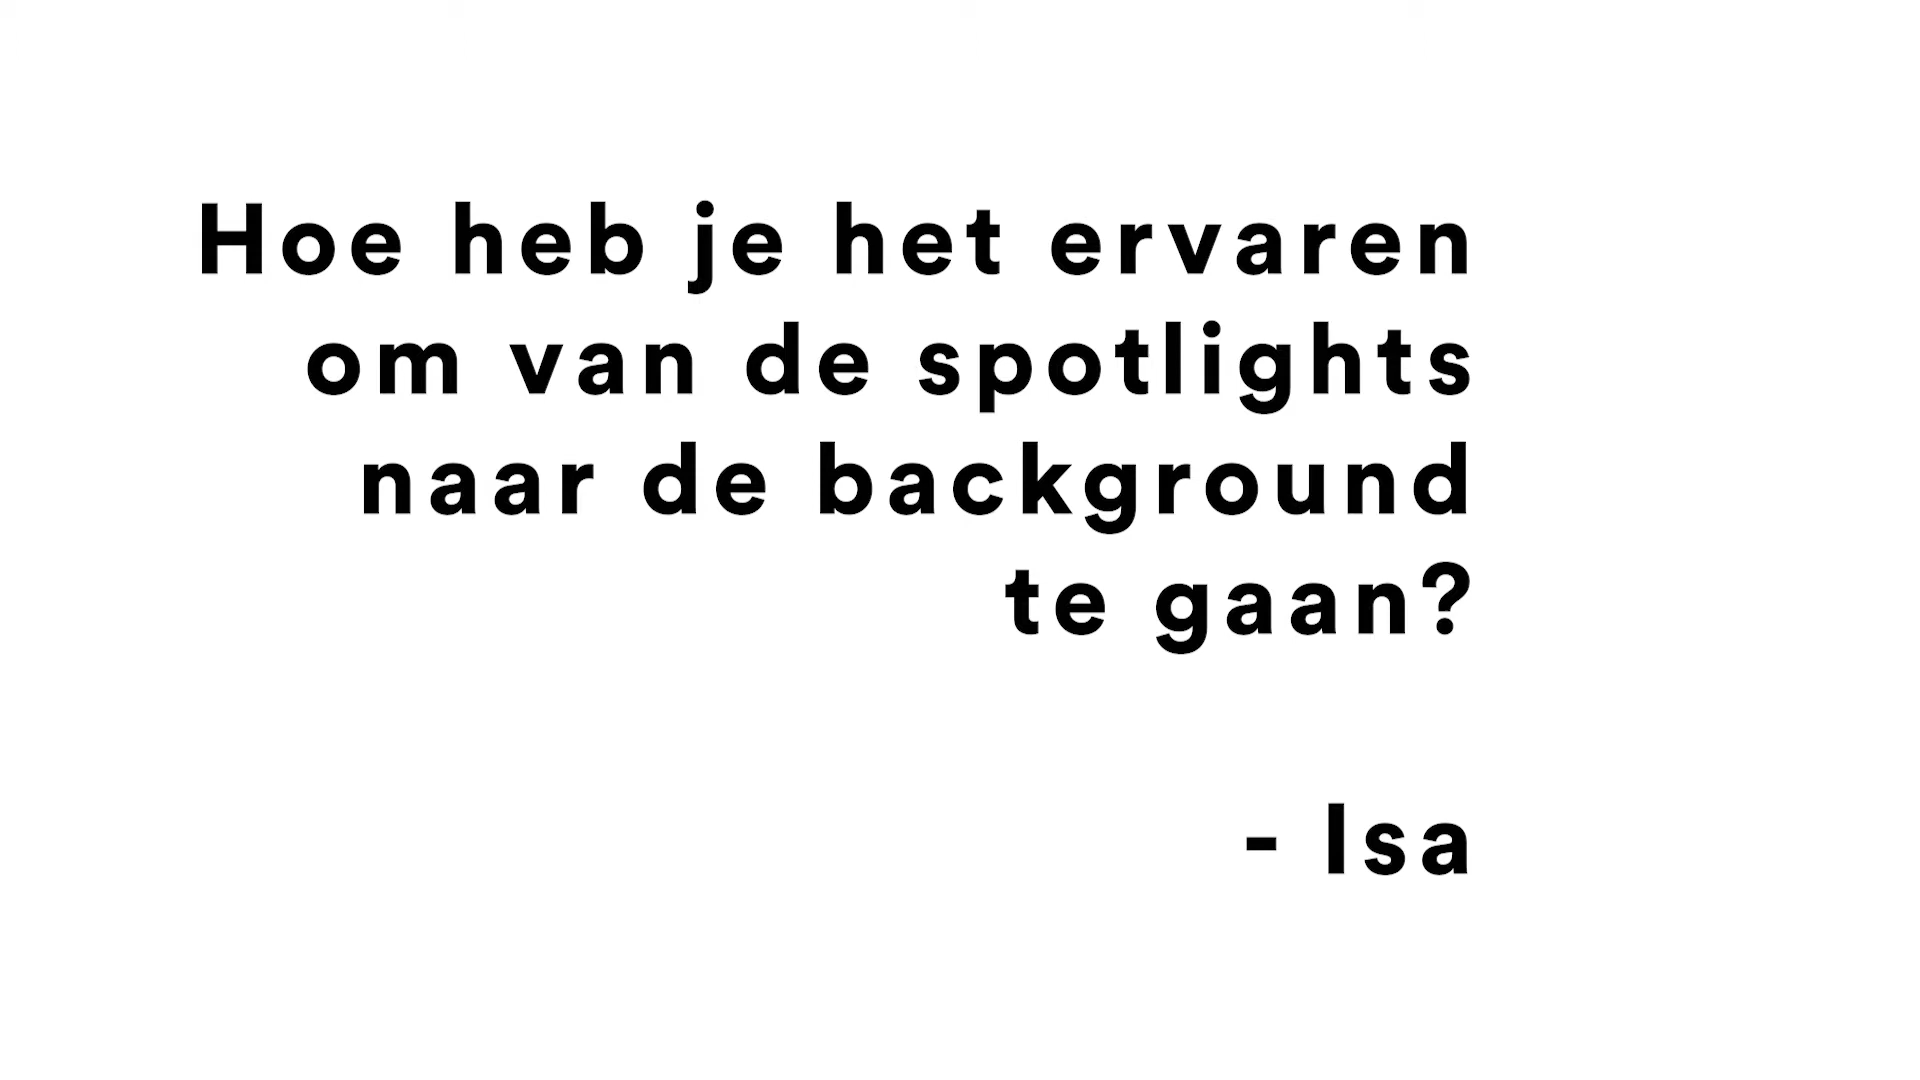 Hoe heb je het ervaren
om van de spotlights
naar de background
te gaan?
- Isa